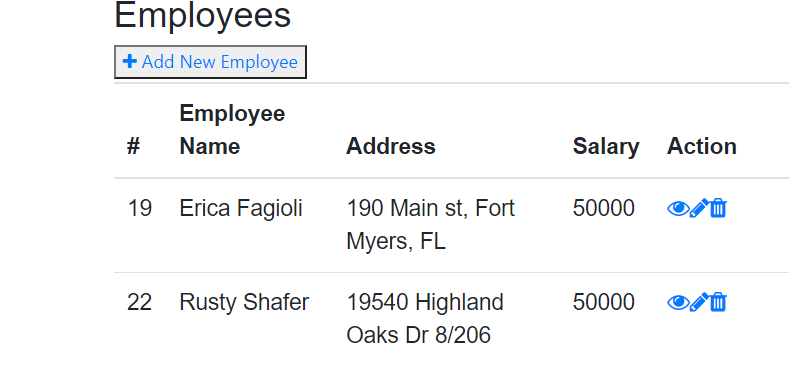 Employees
Add New Employee
Employee
# Name Address Salary Action
19 Erica Fagioli 190 Main st, Fort 50000
Myers, FL
22 Rusty Shafer 19540 Highland 50000
Oaks Dr 8/206